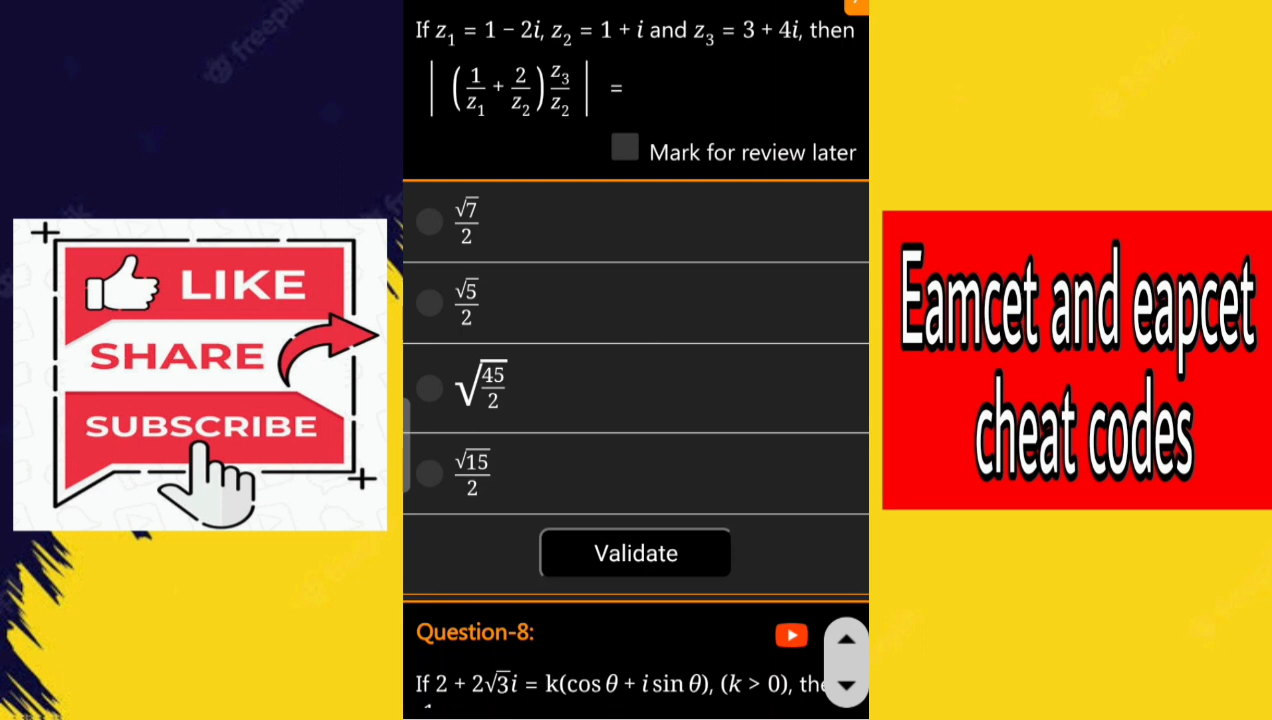 If z₁ = 1 − 2i, z₂ = 1 + i and z₃ = 3 + 4i, then
| (1/z₁ + 2/z₂) z₃/z₂ | =
Mark for review later
√7/2
√5/2
√(45/2)
√15/2
Validate
Question-8:
If 2 + 2√3i = k(cos θ + i sin θ), (k > 0), the
LIKE
SHARE
SUBSCRIBE
Eamcet and eapcet
cheat codes
freepik